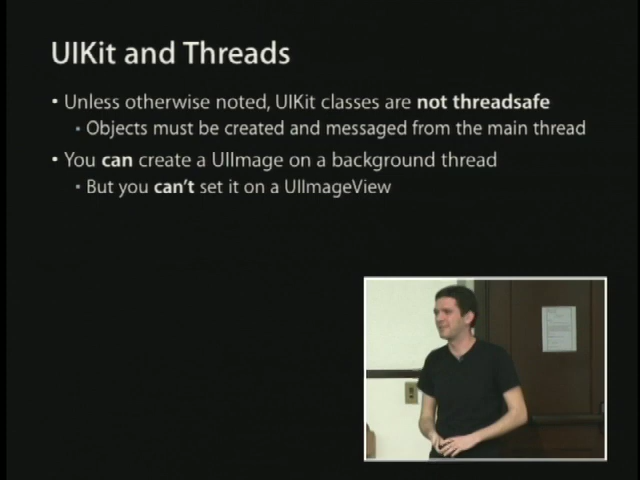 UIKit and Threads
• Unless otherwise noted, UIKit classes are not threadsafe
▪ Objects must be created and messaged from the main thread
• You can create a UIImage on a background thread
▪ But you can't set it on a UIImageView